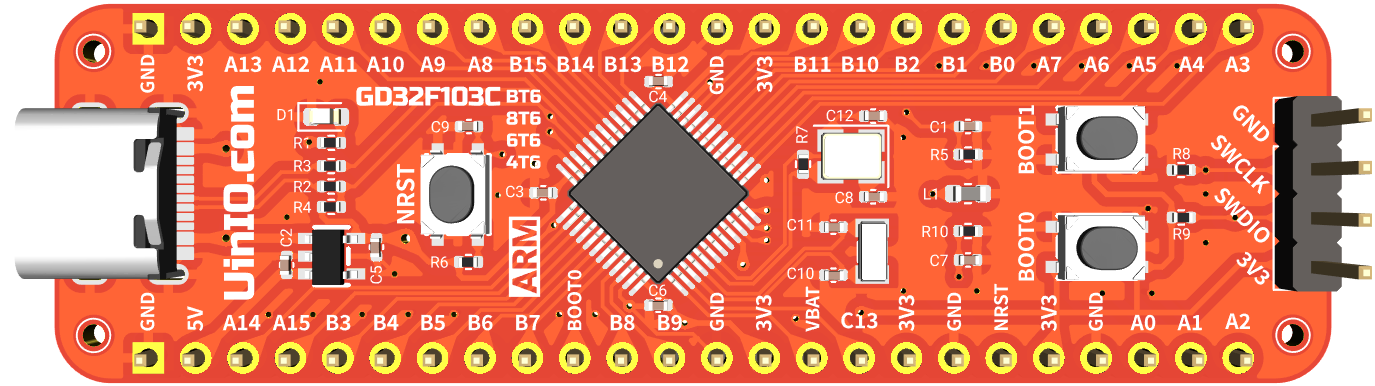 GND 3V3 A13 A12 A11 A10 A9 A8 B15 B14 B13 B12 GND 3V3 B11 B10 B2 B1 B0 A7 A6 A5 A4 A3
UinIO.com
D1
R1
R3
R2
R4
C2
C5
GD32F103C BT6
8T6
6T6
4T6
C9
NRST
R6
C3
ARM
C4
C6
R7
C12
C8
C11
C10
C1
R5
L1
R10
C7
BOOT1
BOOT0
R8
R9
GND
SWCLK
SWDIO
3V3
GND 5V A14 A15 B3 B4 B5 B6 B7 BOOT0 B8 B9 GND 3V3 VBAT C13 3V3 GND NRST 3V3 GND A0 A1 A2